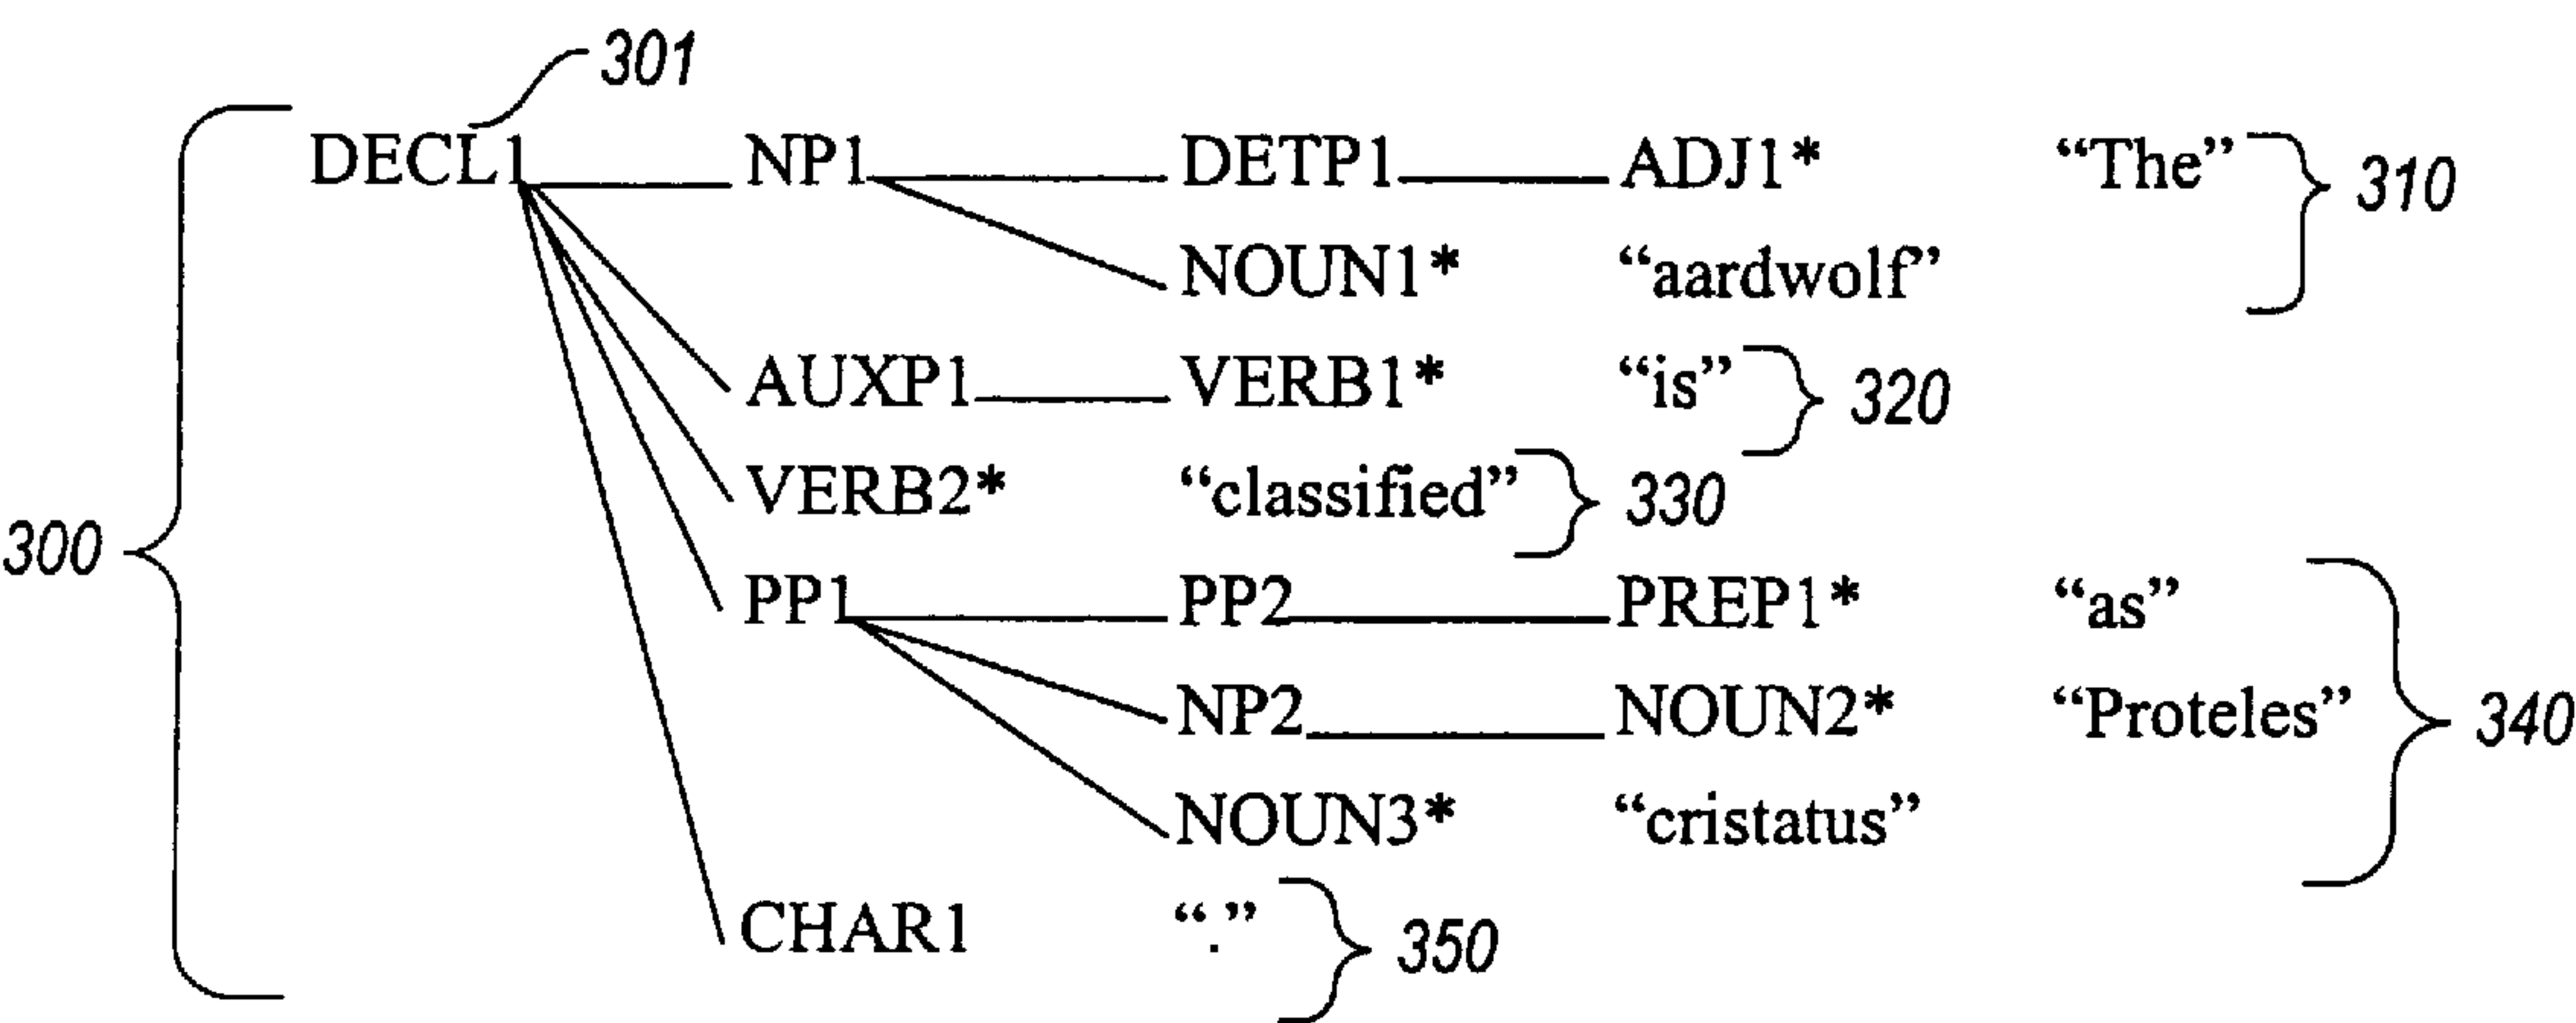 301
DECL1 NP1 DETP1 ADJ1* “The” 310
NOUN1* “aardwolf”
AUXP1 VERB1* “is” 320
VERB2* “classified” 330
300
PP1 PP2 PREP1* “as”
NP2 NOUN2* “Proteles” 340
NOUN3* “cristatus”
CHAR1 “.” 350